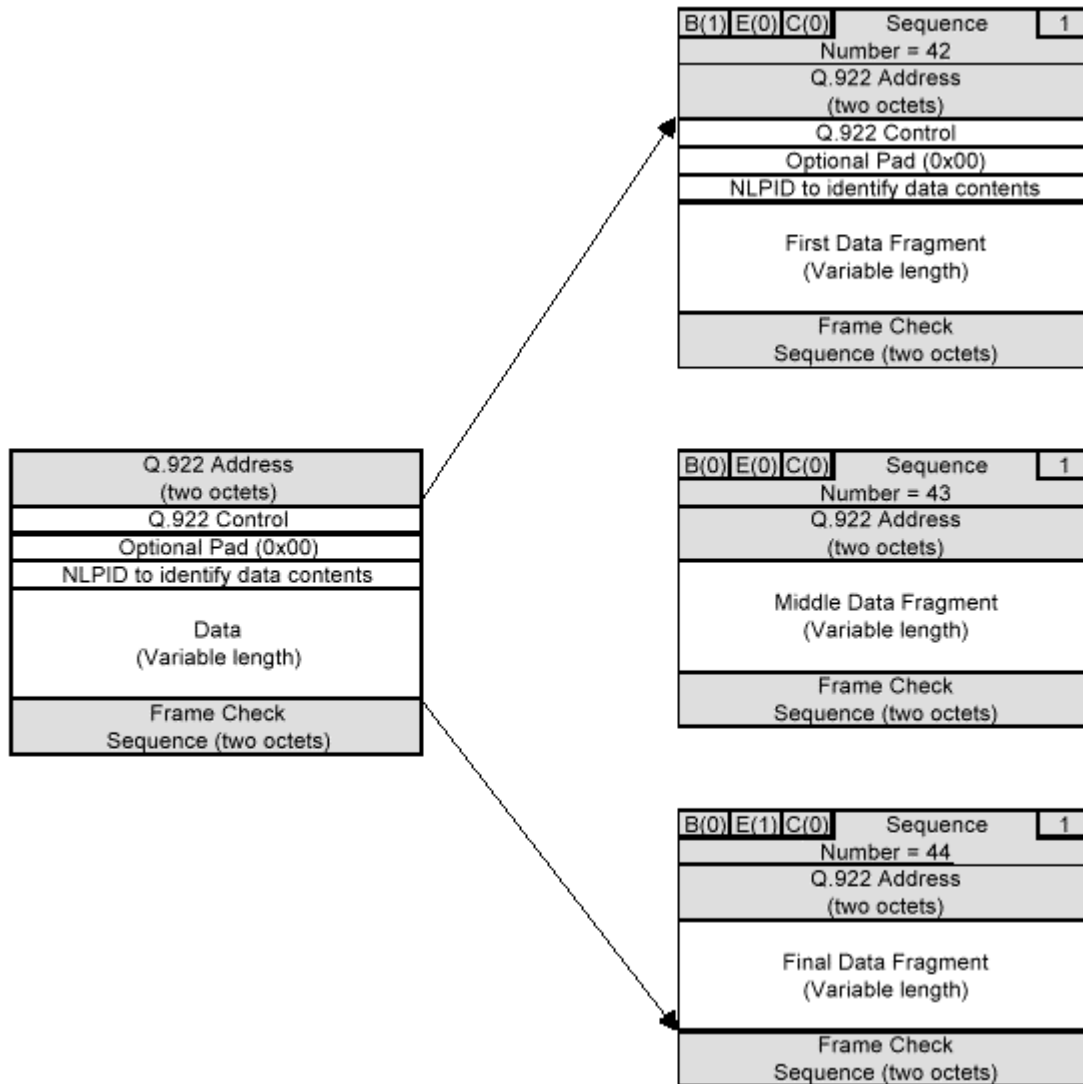 B(1) E(0) C(0) Sequence 1
Number = 42
Q.922 Address
(two octets)
Q.922 Control
Optional Pad (0x00)
NLPID to identify data contents
First Data Fragment
(Variable length)
Frame Check
Sequence (two octets)
Q.922 Address
(two octets)
Q.922 Control
Optional Pad (0x00)
NLPID to identify data contents
Data
(Variable length)
Frame Check
Sequence (two octets)
B(0) E(0) C(0) Sequence 1
Number = 43
Q.922 Address
(two octets)
Middle Data Fragment
(Variable length)
Frame Check
Sequence (two octets)
B(0) E(1) C(0) Sequence 1
Number = 44
Q.922 Address
(two octets)
Final Data Fragment
(Variable length)
Frame Check
Sequence (two octets)